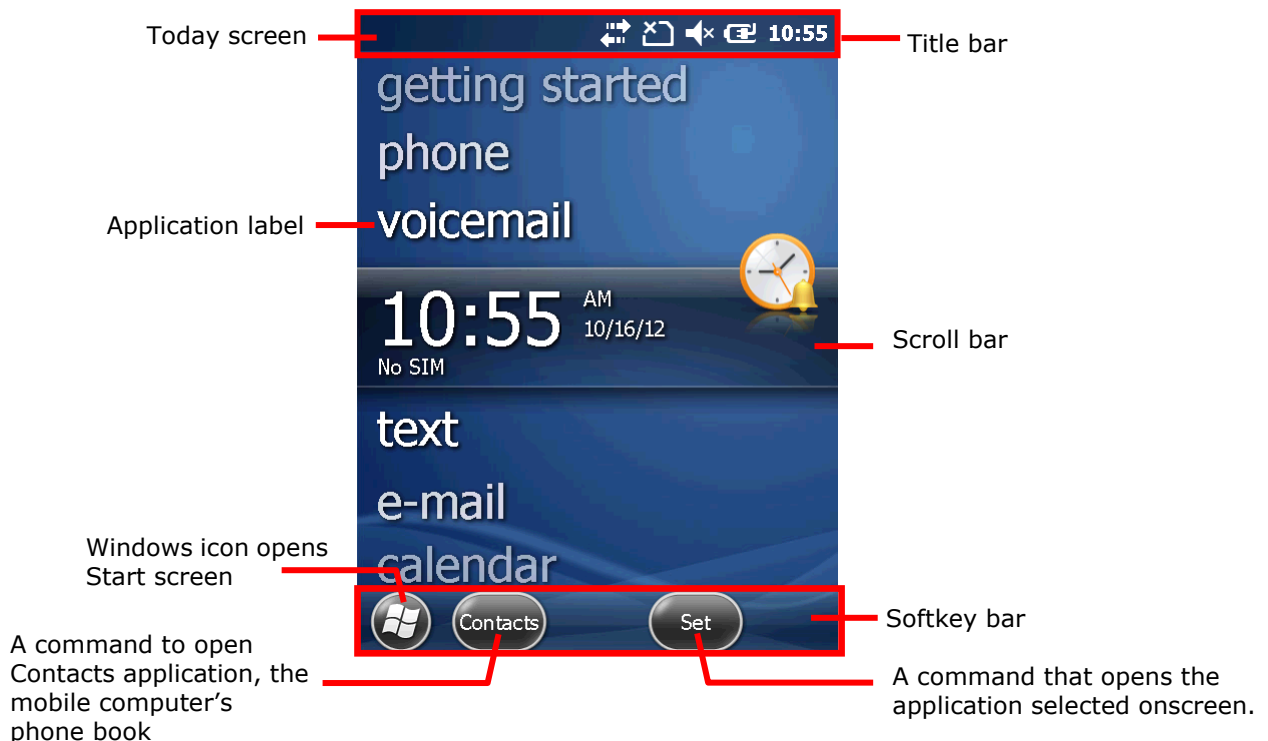 Today screen
10:55
Title bar
getting started
phone
Application label
voicemail
10:55
AM
10/16/12
No SIM
Scroll bar
text
e-mail
calendar
Windows icon opens
Start screen
Contacts
Set
Softkey bar
A command to open
Contacts application, the
mobile computer’s
phone book
A command that opens the
application selected onscreen.